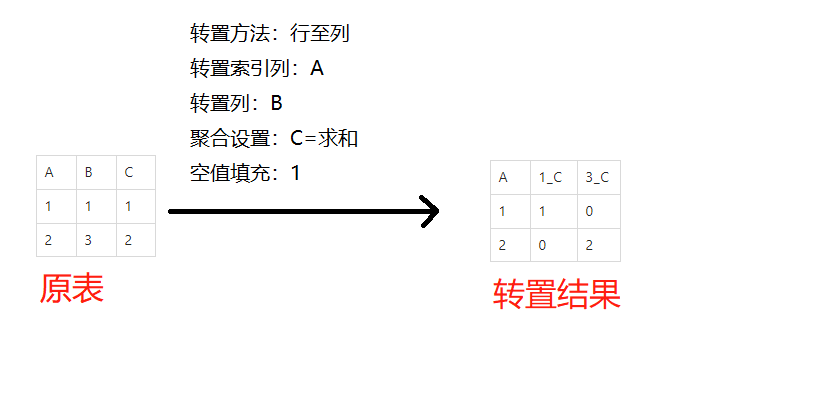 转置方法：行至列
转置索引列：A
转置列：B
聚合设置：C=求和
空值填充：1
A B C
1 1 1
2 3 2
原表
A 1_C 3_C
1 1 0
2 0 2
转置结果